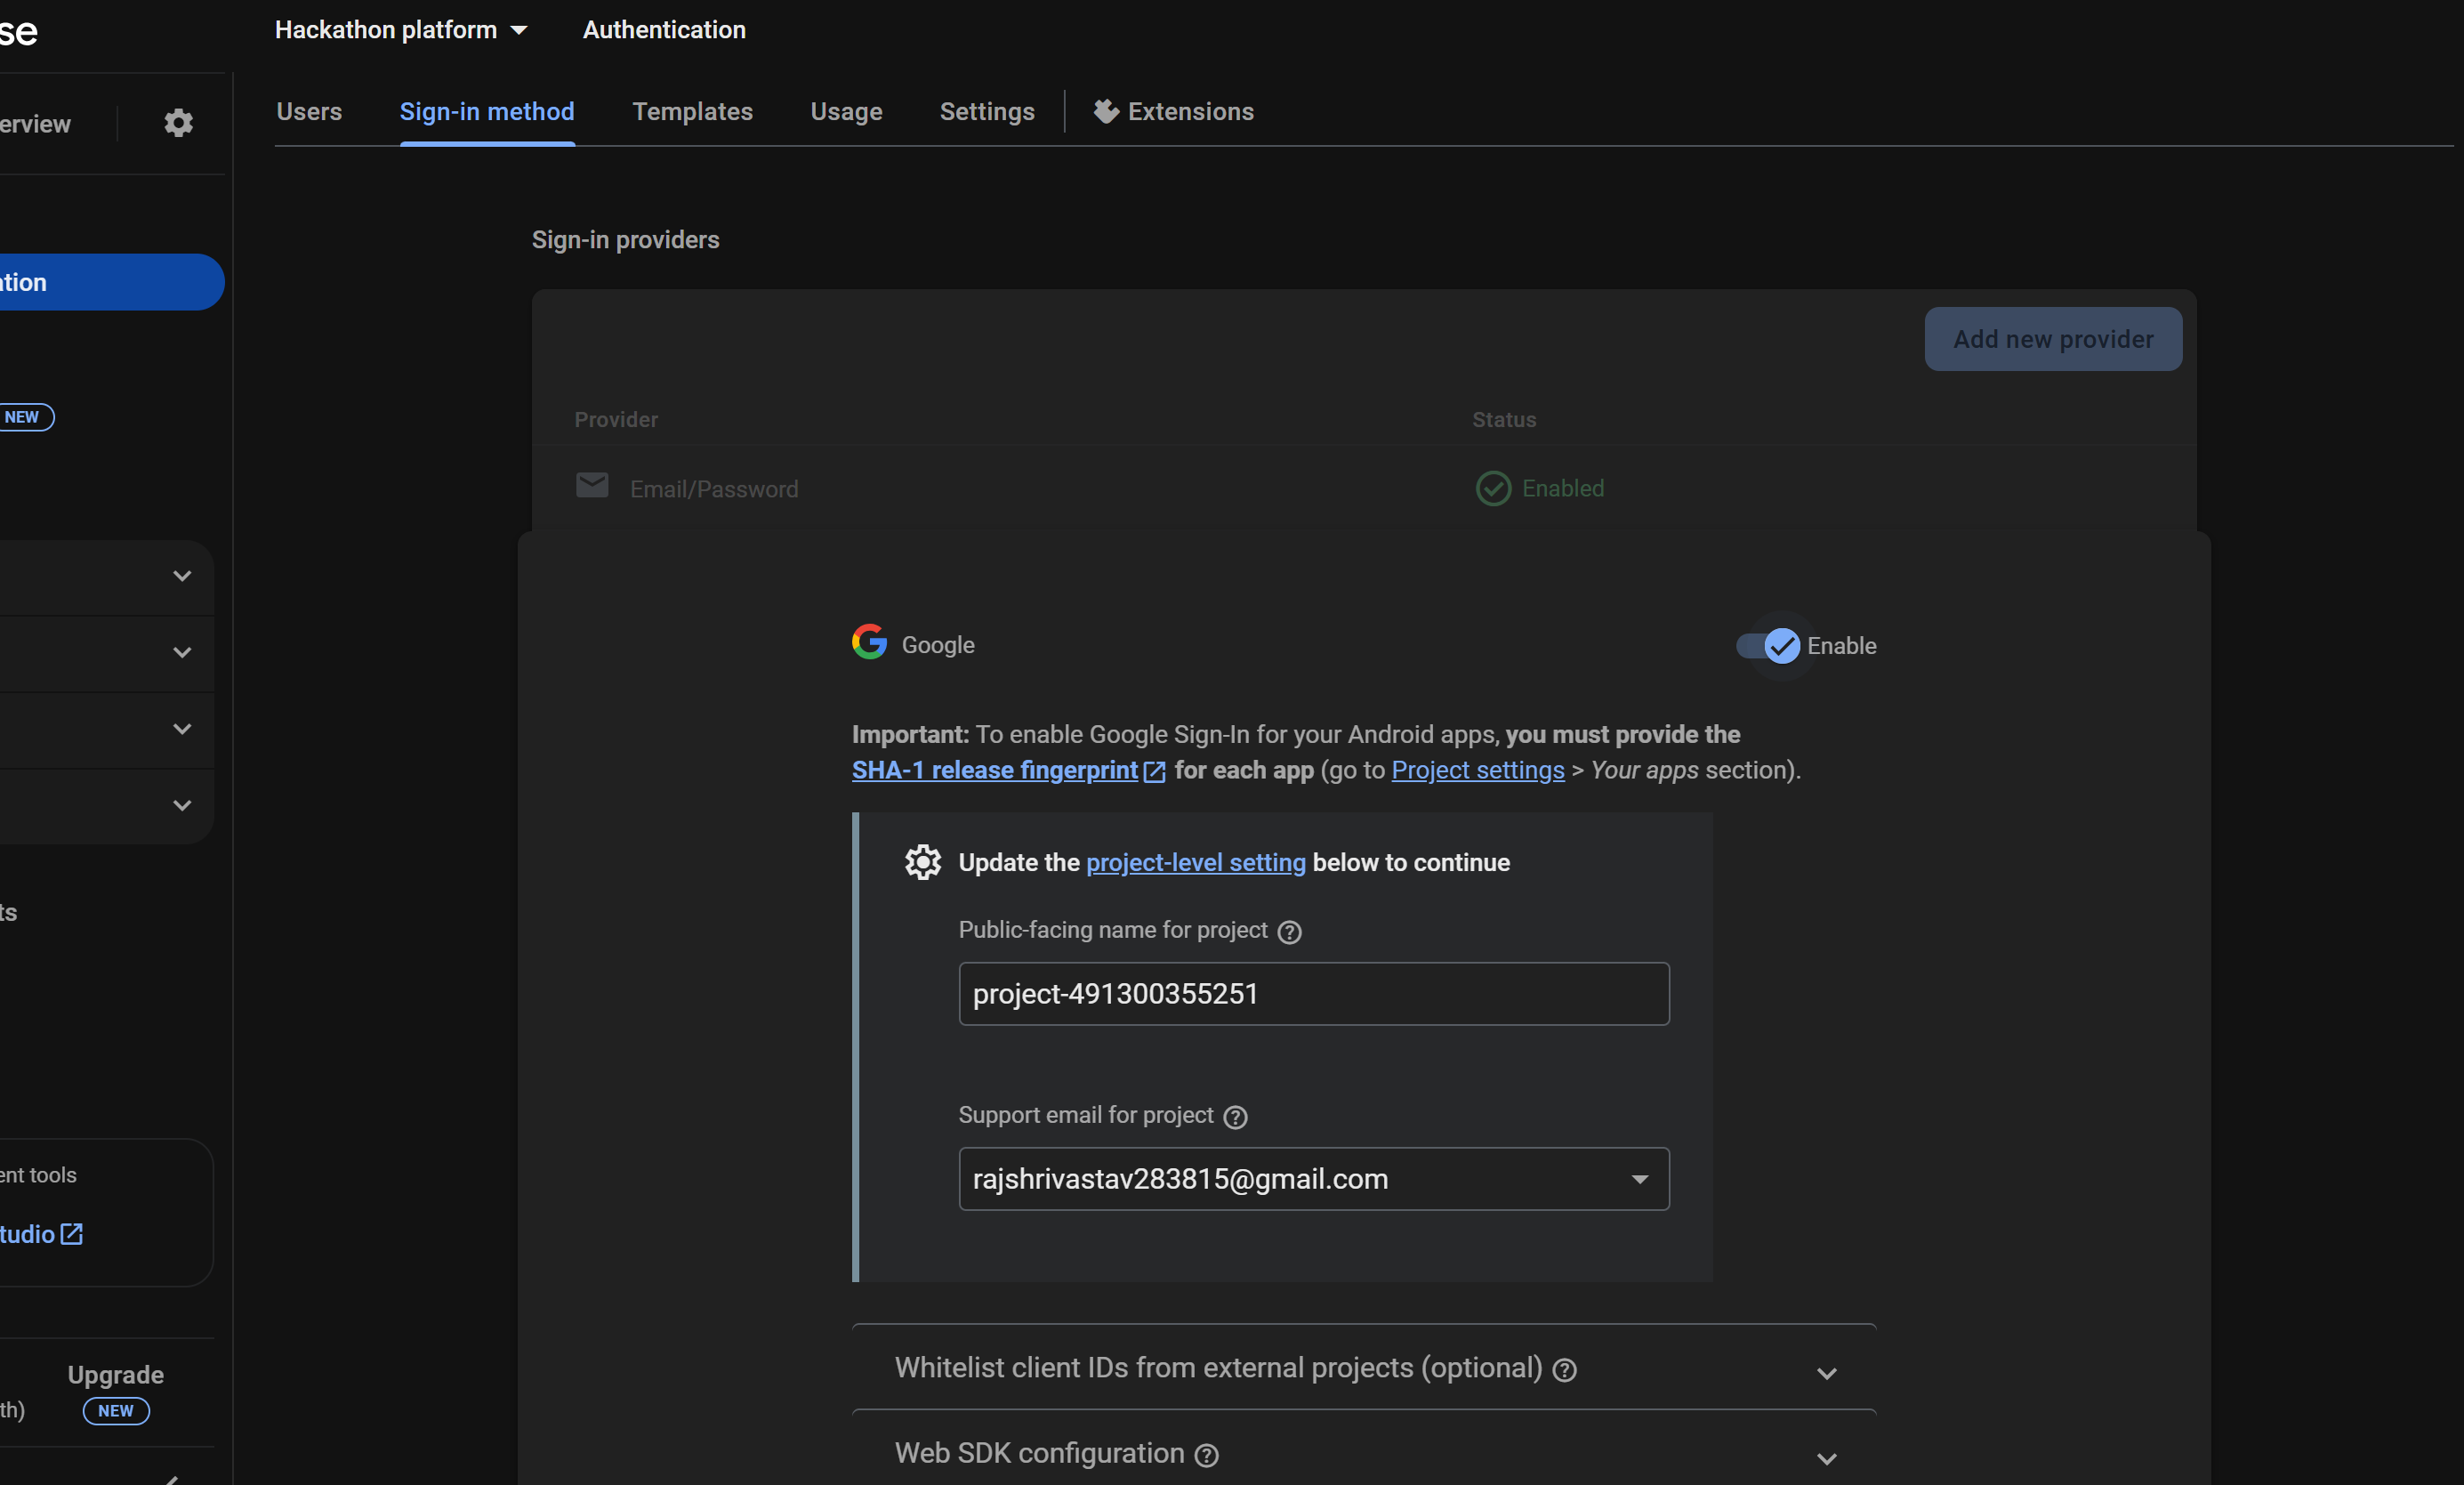 se
Hackathon platform
Authentication
erview
Users
Sign-in method
Templates
Usage
Settings
Extensions
Sign-in providers
ation
Add new provider
NEW
Provider
Status
Email/Password
Enabled
Google
Enable
Important: To enable Google Sign-In for your Android apps, you must provide the
SHA-1 release fingerprint for each app (go to Project settings > Your apps section).
Update the project-level setting below to continue
ts
Public-facing name for project
project-491300355251
Support email for project
rajshrivastav283815@gmail.com
ent tools
tudio
Whitelist client IDs from external projects (optional)
Upgrade
th)
NEW
Web SDK configuration